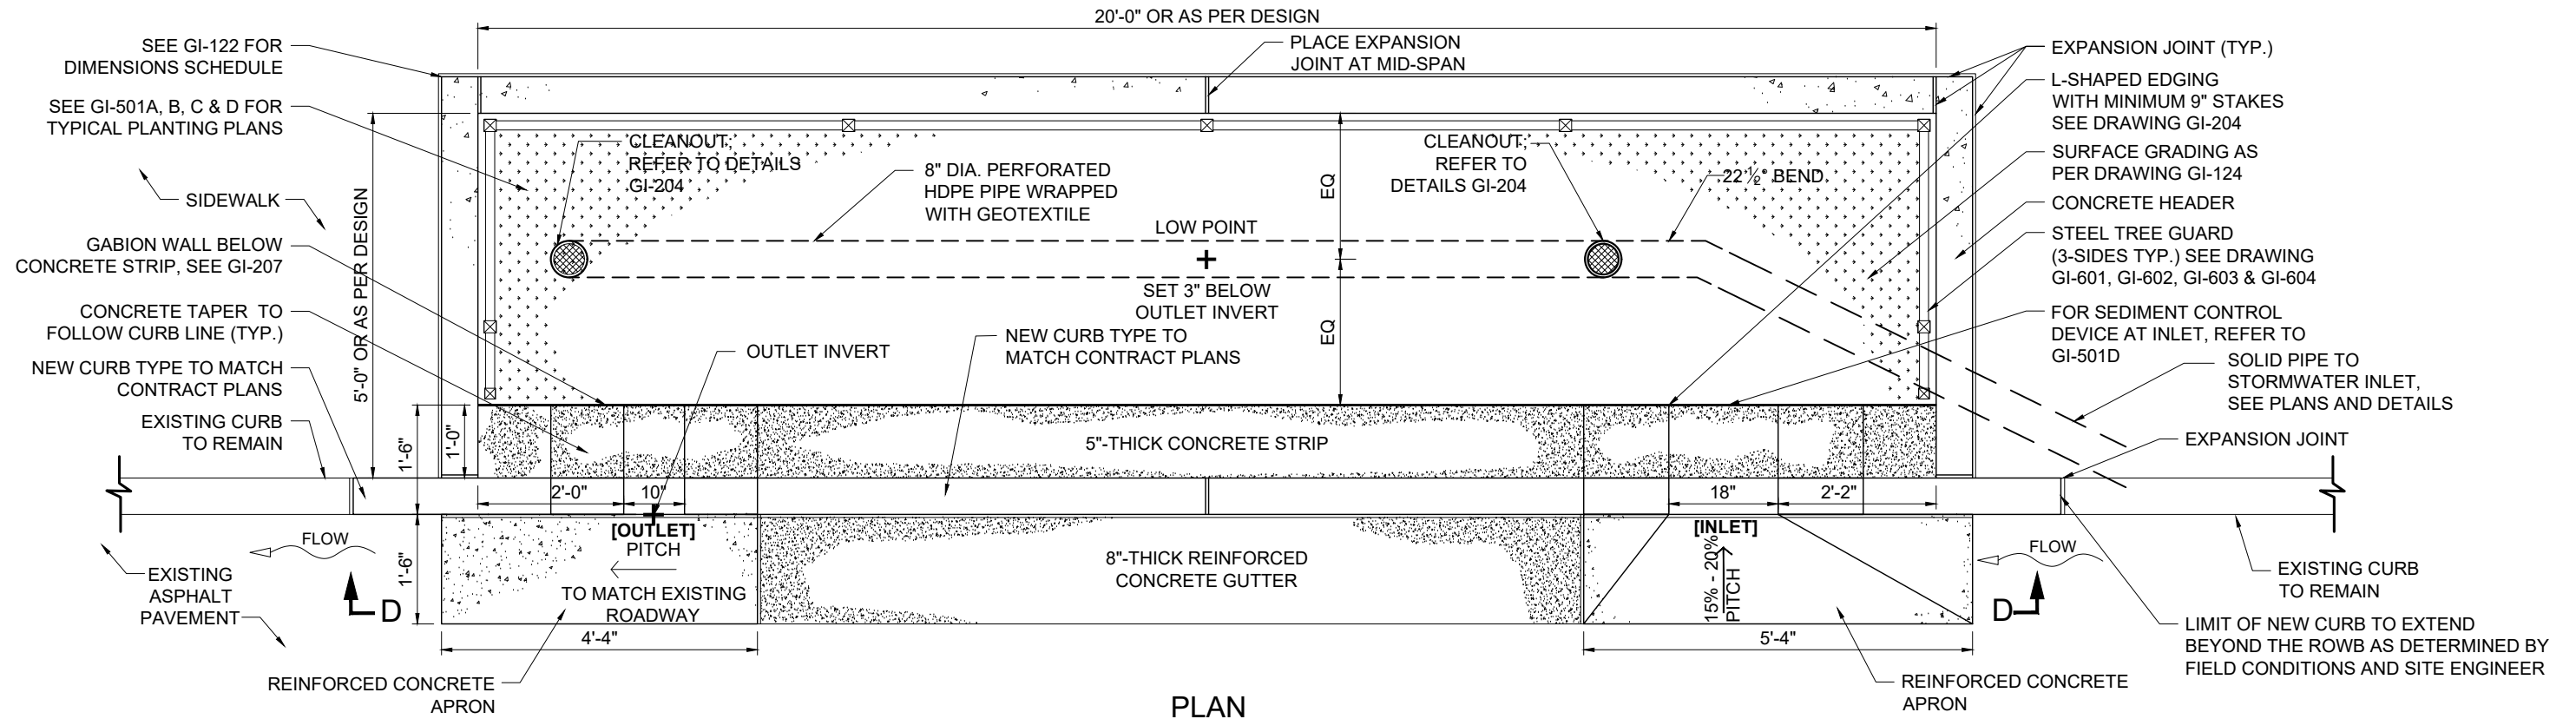 20'-0" OR AS PER DESIGN
SEE GI-122 FOR
DIMENSIONS SCHEDULE
PLACE EXPANSION
JOINT AT MID-SPAN
EXPANSION JOINT (TYP.)
L-SHAPED EDGING
WITH MINIMUM 9" STAKES
SEE DRAWING GI-204
SEE GI-501A, B, C & D FOR
TYPICAL PLANTING PLANS
CLEANOUT;
REFER TO DETAILS
GI-204
8" DIA. PERFORATED
HDPE PIPE WRAPPED
WITH GEOTEXTILE
CLEANOUT;
REFER TO
DETAILS GI-204
EQ
22 ½° BEND
SURFACE GRADING AS
PER DRAWING GI-124
SIDEWALK
5'-0" OR AS PER DESIGN
CONCRETE HEADER
LOW POINT
STEEL TREE GUARD
(3-SIDES TYP.) SEE DRAWING
GI-601, GI-602, GI-603 & GI-604
GABION WALL BELOW
CONCRETE STRIP, SEE GI-207
SET 3" BELOW
OUTLET INVERT
EQ
CONCRETE TAPER TO
FOLLOW CURB LINE (TYP.)
FOR SEDIMENT CONTROL
DEVICE AT INLET, REFER TO
GI-501D
OUTLET INVERT
NEW CURB TYPE TO
MATCH CONTRACT PLANS
NEW CURB TYPE TO MATCH
CONTRACT PLANS
SOLID PIPE TO
STORMWATER INLET,
SEE PLANS AND DETAILS
EXISTING CURB
TO REMAIN
1'-6"
1'-0"
5"-THICK CONCRETE STRIP
EXPANSION JOINT
2'-0"
10"
18"
2'-2"
[OUTLET]
PITCH
TO MATCH EXISTING
ROADWAY
[INLET]
15% - 20%
PITCH
FLOW
FLOW
1'-6"
8"-THICK REINFORCED
CONCRETE GUTTER
EXISTING
ASPHALT
PAVEMENT
D
D
EXISTING CURB
TO REMAIN
4'-4"
5'-4"
LIMIT OF NEW CURB TO EXTEND
BEYOND THE ROWB AS DETERMINED BY
FIELD CONDITIONS AND SITE ENGINEER
REINFORCED CONCRETE
APRON
REINFORCED CONCRETE
APRON
PLAN